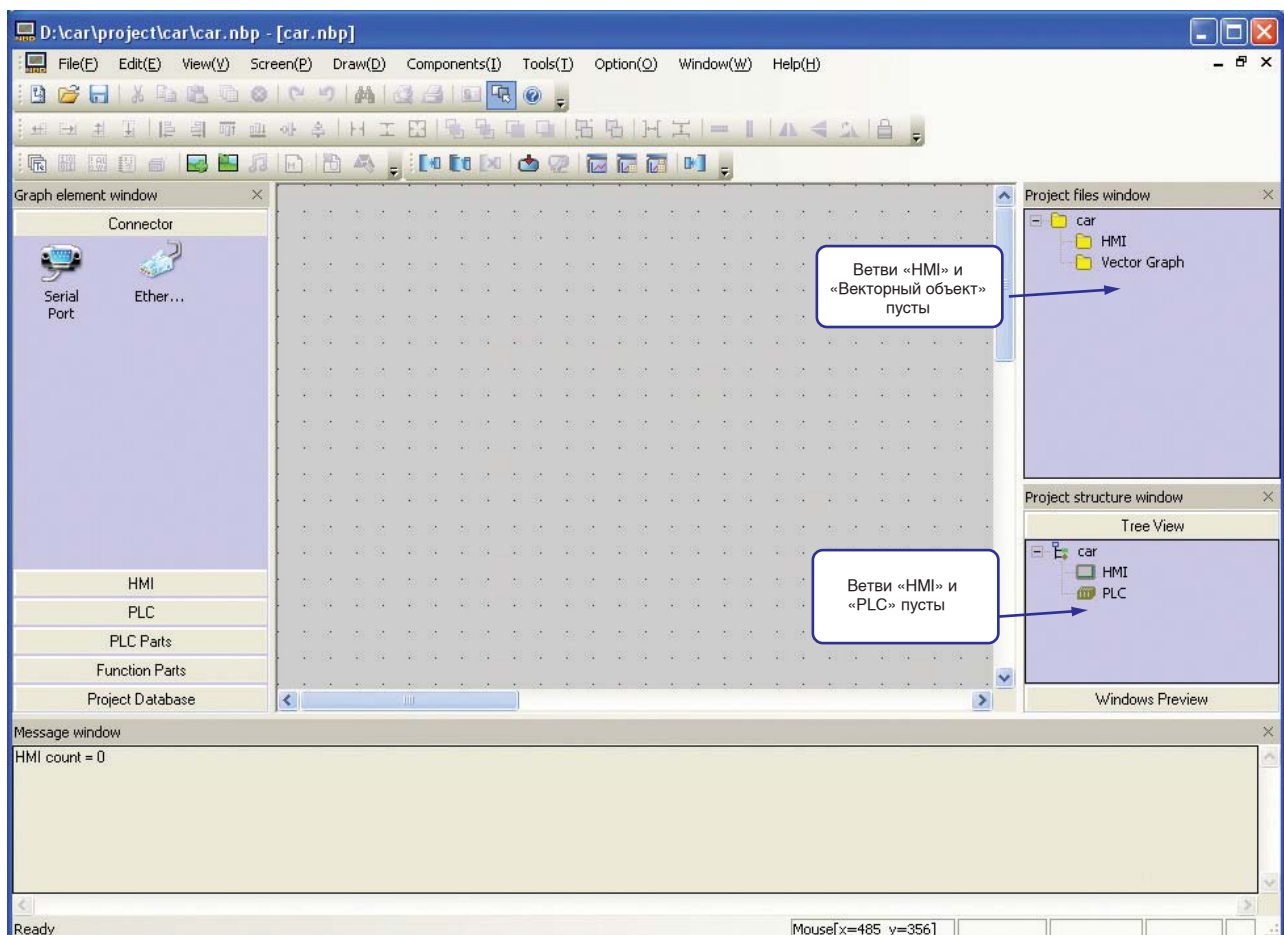 D:\car\project\car\car.nbp - [car.nbp]
File(F) Edit(E) View(V) Screen(P) Draw(D) Components(I) Tools(T) Option(O) Window(W) Help(H)
Graph element window
Connector
Serial Port
Ether...
HMI
PLC
PLC Parts
Function Parts
Project Database
Ветви «HMI» и
«Векторный объект»
пусты
Ветви «HMI» и
«PLC» пусты
Project files window
car
HMI
Vector Graph
Project structure window
Tree View
car
HMI
PLC
Windows Preview
Message window
HMI count = 0
Ready
Mouse[x=485 y=356]